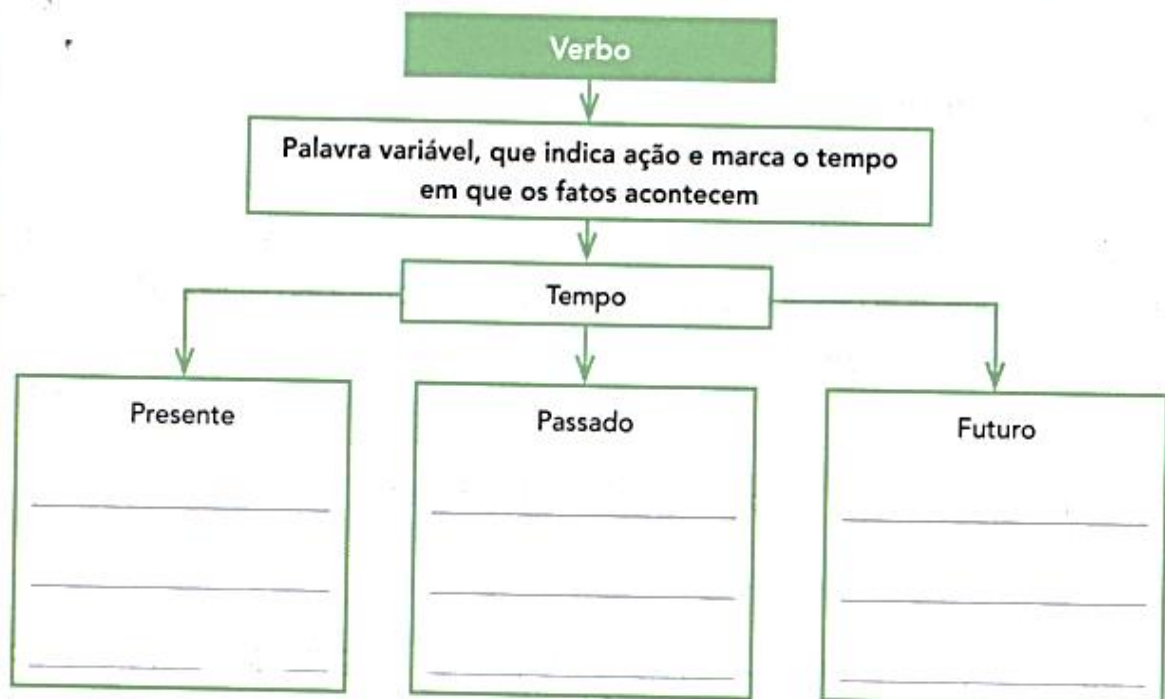 Verbo
Palavra variável, que indica ação e marca o tempo
em que os fatos acontecem
Tempo
Presente
Passado
Futuro